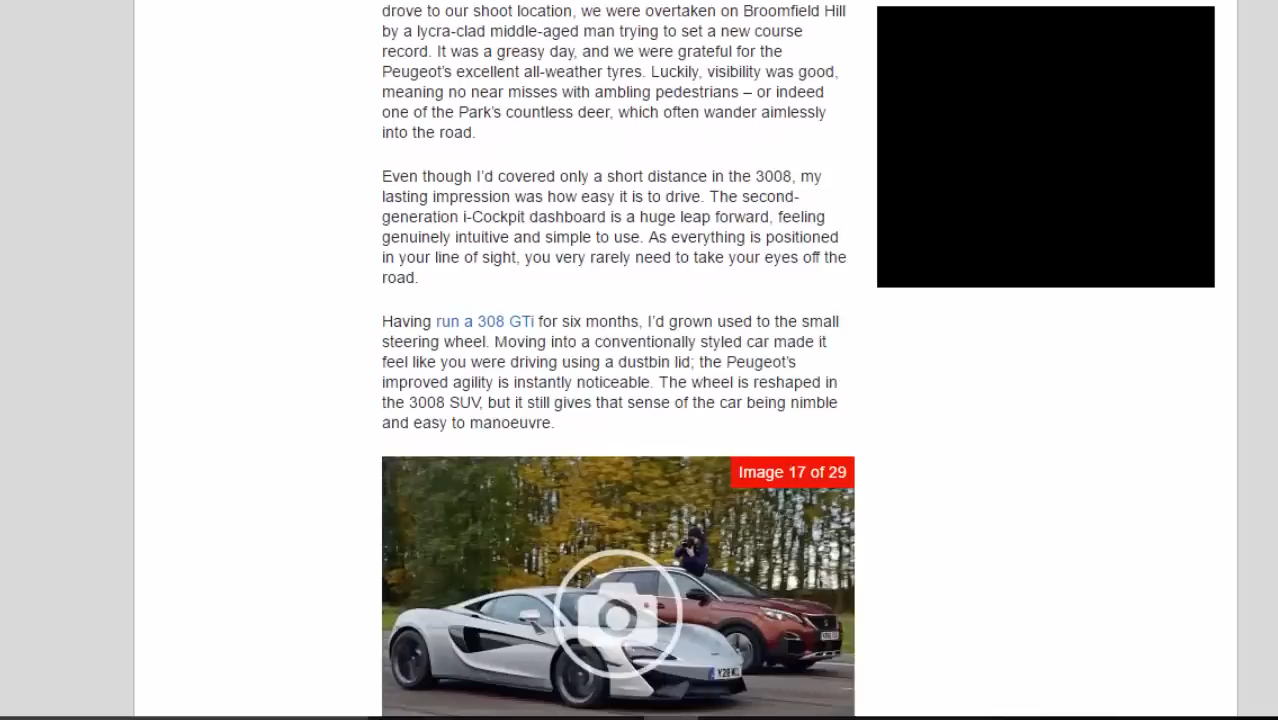 drove to our shoot location, we were overtaken on Broomfield Hill
by a lycra-clad middle-aged man trying to set a new course
record. It was a greasy day, and we were grateful for the
Peugeot’s excellent all-weather tyres. Luckily, visibility was good,
meaning no near misses with ambling pedestrians – or indeed
one of the Park’s countless deer, which often wander aimlessly
into the road.
Even though I’d covered only a short distance in the 3008, my
lasting impression was how easy it is to drive. The second-
generation i-Cockpit dashboard is a huge leap forward, feeling
genuinely intuitive and simple to use. As everything is positioned
in your line of sight, you very rarely need to take your eyes off the
road.
Having run a 308 GTi for six months, I’d grown used to the small
steering wheel. Moving into a conventionally styled car made it
feel like you were driving using a dustbin lid; the Peugeot’s
improved agility is instantly noticeable. The wheel is reshaped in
the 3008 SUV, but it still gives that sense of the car being nimble
and easy to manoeuvre.
Image 17 of 29